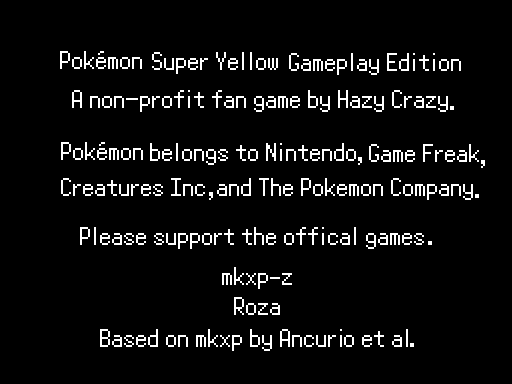 Pokémon Super Yellow Gameplay Edition
A non-profit fan game by Hazy Crazy.
Pokémon belongs to Nintendo, Game Freak,
Creatures Inc,and The Pokemon Company.
Please support the offical games.
mkxp-z
Roza
Based on mkxp by Ancurio et al.